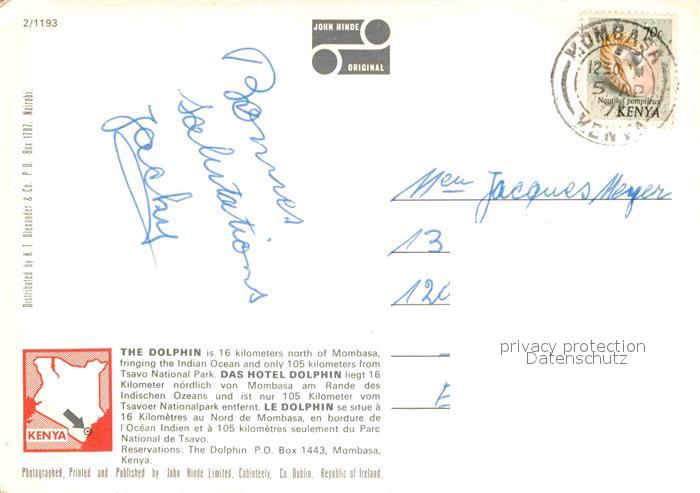 2/1193
JOHN HINDE
ORIGINAL
Distributed by K. T. Alexander & Co. P.O. Box 1787, Nairobi.
Bonnes
salutations
Jacky
70c
Nautilus pompileus
KENYA
MOMBASA
1230
5 AP
KENYA
Jacques Meyer
13
120
privacy protection
Datenschutz
KENYA
THE DOLPHIN is 16 kilometers north of Mombasa,
fringing the Indian Ocean and only 105 kilometers from
Tsavo National Park. DAS HOTEL DOLPHIN liegt 16
Kilometer nördlich von Mombasa am Rande des
Indischen Ozeans und ist nur 105 Kilometer vom
Tsavoer Nationalpark entfernt. LE DOLPHIN se situe à
16 Kilomètres au Nord de Mombasa, en bordure de
l'Océan Indien et à 105 kilomètres seulement du Parc
National de Tsavo.
Reservations: The Dolphin P.O. Box 1443, Mombasa,
Kenya.
Photographed, Printed and Published by John Hinde Limited, Cabinteely, Co. Dublin, Republic of Ireland.